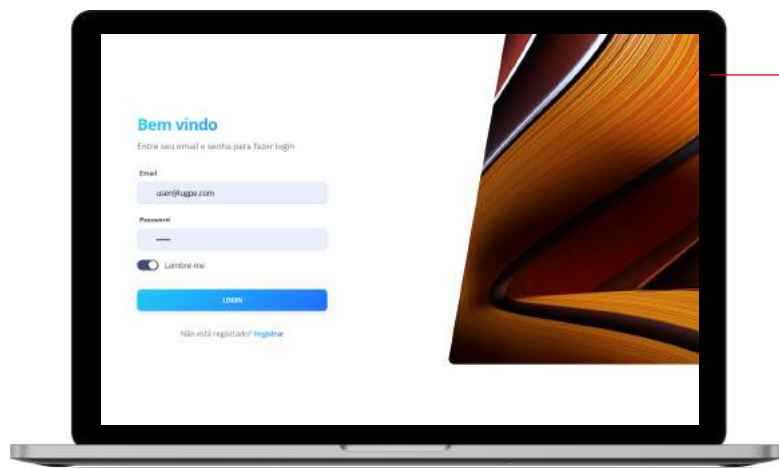 Bem vindo
Entre seu email e senha para fazer login
Email
user@lugpe.com
Password
•••••
Lembre-me
LOGIN
Não está registrado? Registrar